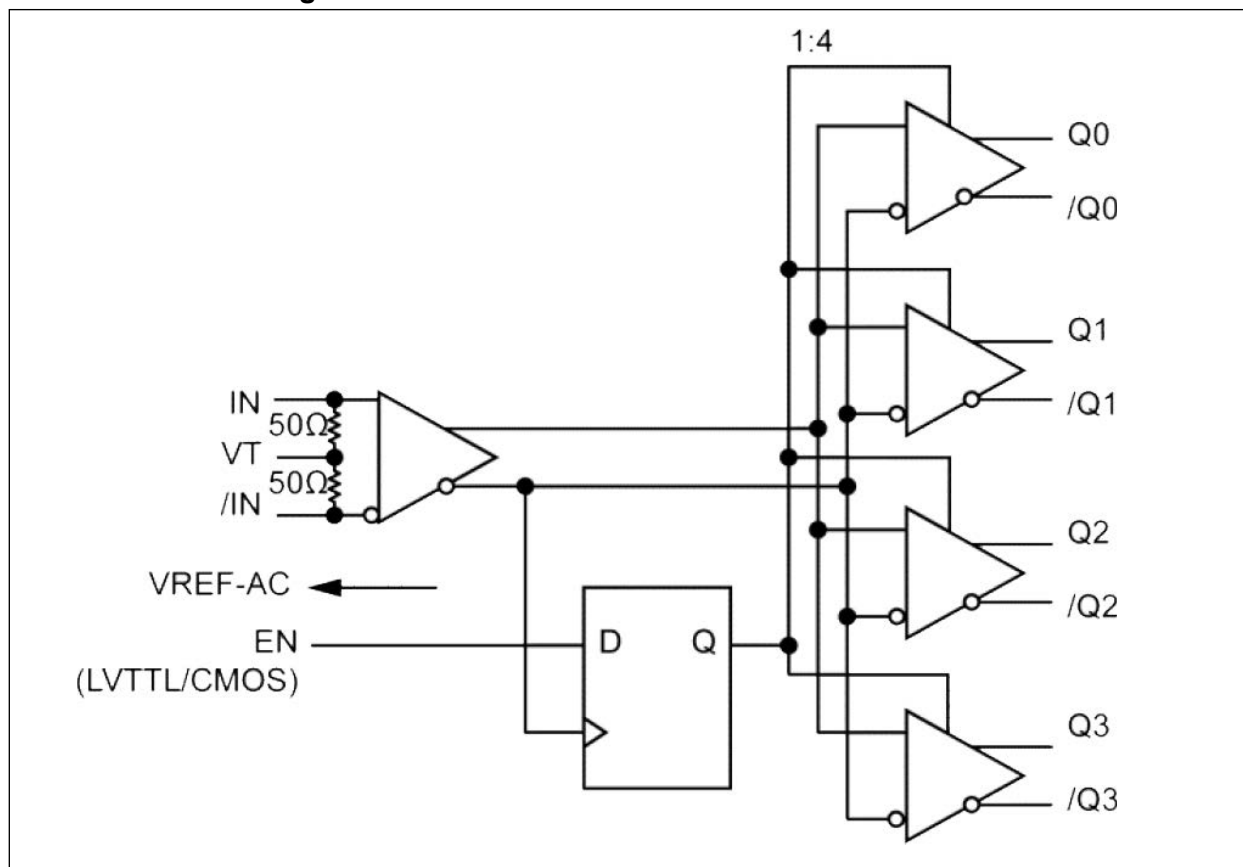 1:4
Q0
/Q0
Q1
/Q1
IN
50Ω
VT
50Ω
/IN
Q2
/Q2
VREF-AC
EN
(LVTTL/CMOS)
D
Q
Q3
/Q3